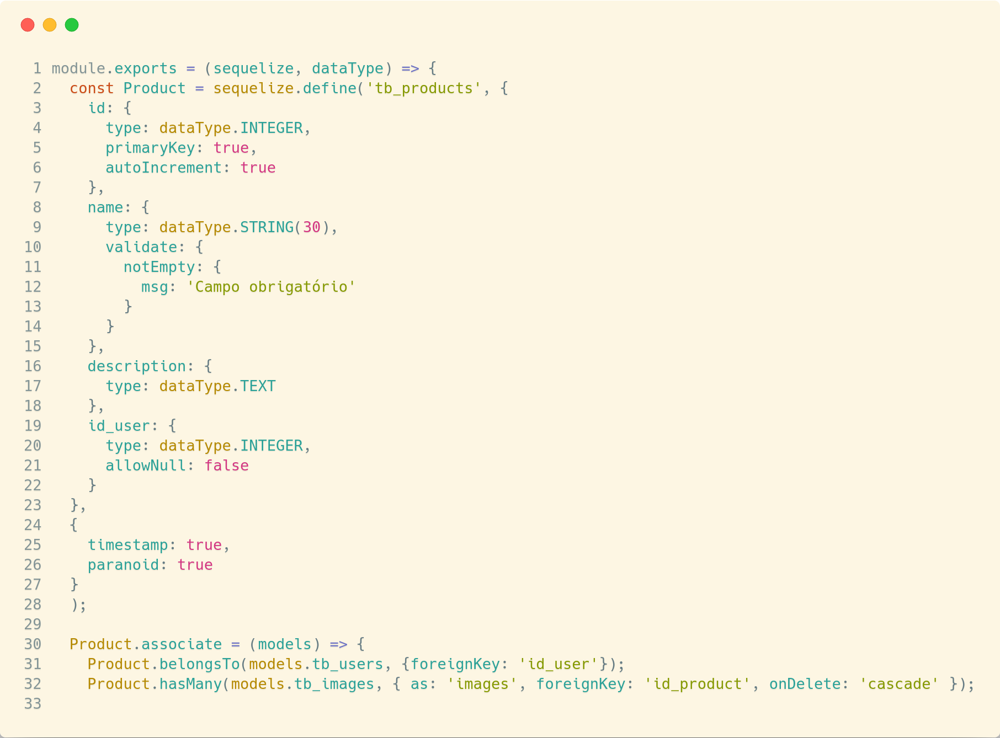 1 module.exports = (sequelize, dataType) => {
2   const Product = sequelize.define('tb_products', {
3     id: {
4       type: dataType.INTEGER,
5       primaryKey: true,
6       autoIncrement: true
7     },
8     name: {
9       type: dataType.STRING(30),
10       validate: {
11         notEmpty: {
12           msg: 'Campo obrigatório'
13         }
14       }
15     },
16     description: {
17       type: dataType.TEXT
18     },
19     id_user: {
20       type: dataType.INTEGER,
21       allowNull: false
22     }
23   },
24   {
25     timestamp: true,
26     paranoid: true
27   }
28   );
29
30   Product.associate = (models) => {
31     Product.belongsTo(models.tb_users, {foreignKey: 'id_user'});
32     Product.hasMany(models.tb_images, { as: 'images', foreignKey: 'id_product', onDelete: 'cascade' });
33